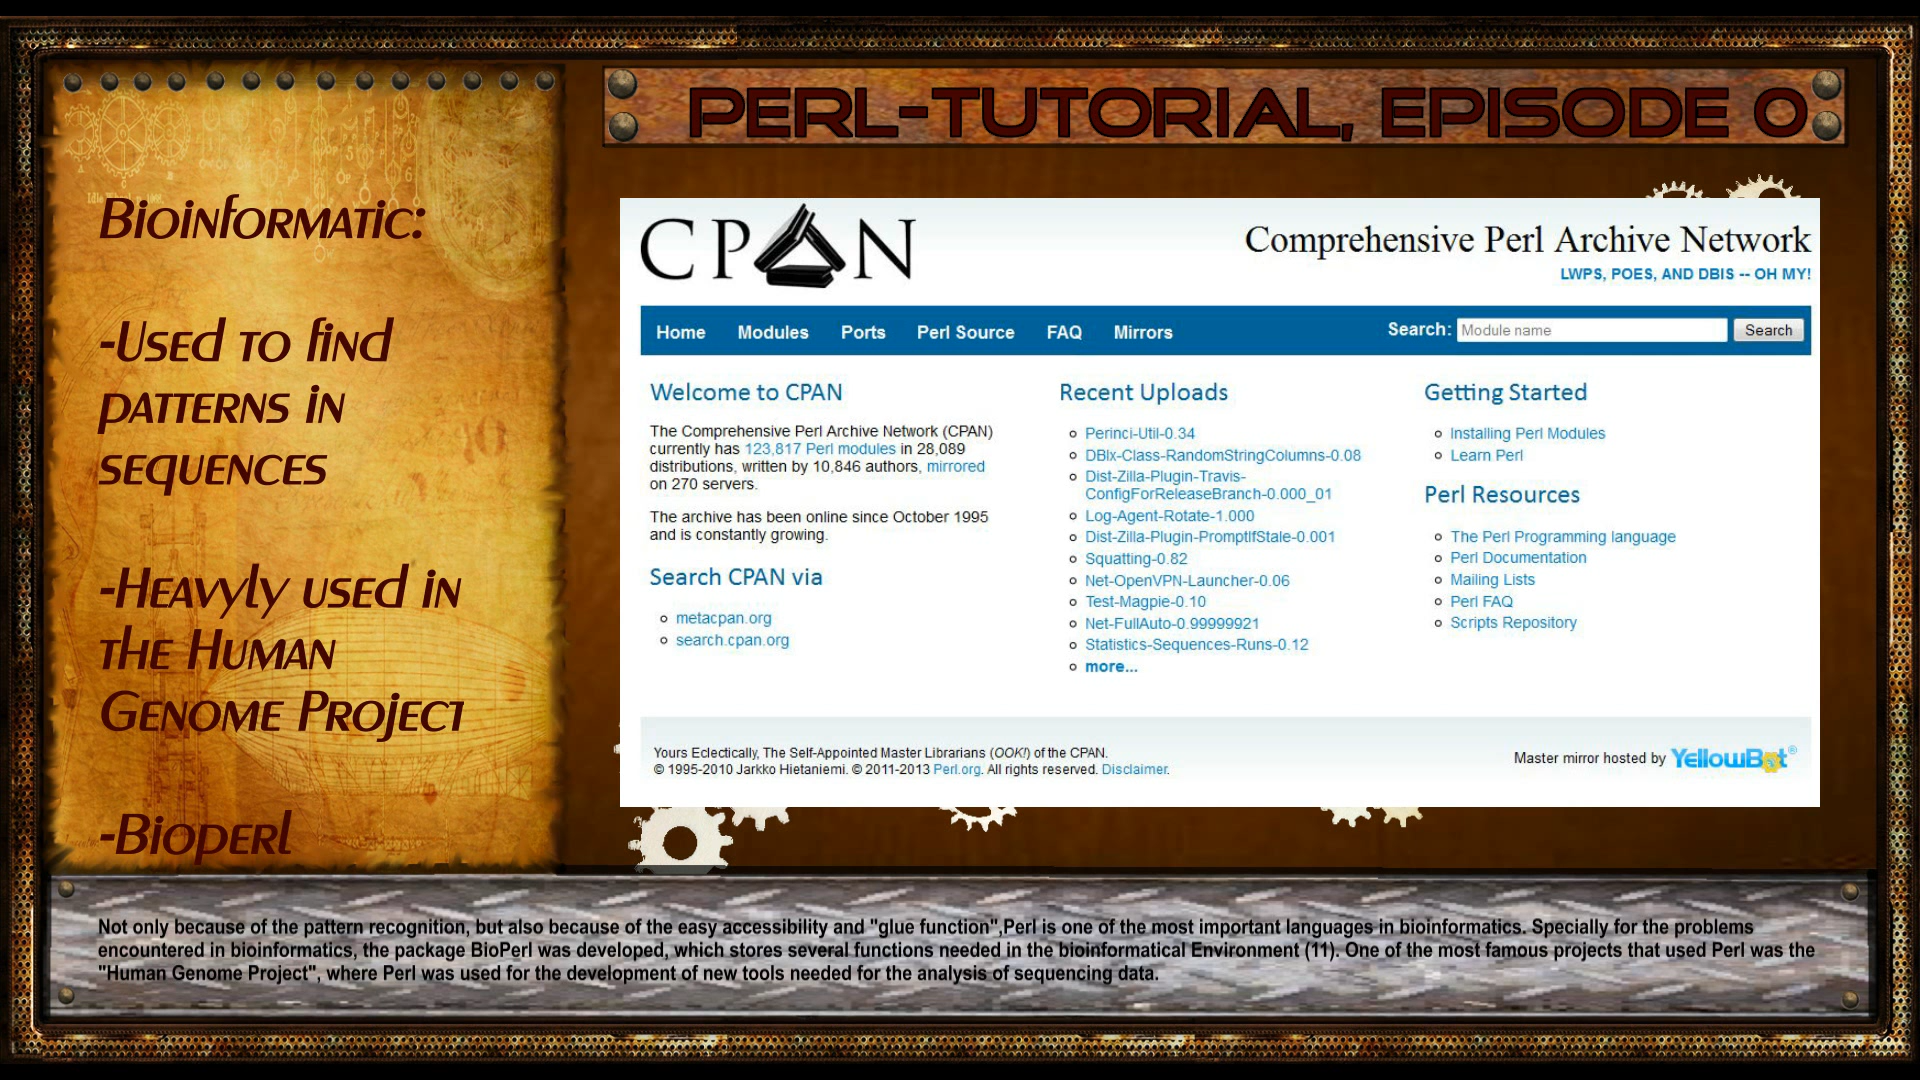 PERL-TUTORIAL, EPISODE 0
Bioinformatic:
-Used to find
patterns in
sequences
-Heavyly used in
the Human
Genome Project
-Bioperl
CPAN
Comprehensive Perl Archive Network
LWPS, POES, AND DBIS -- OH MY!
Home Modules Ports Perl Source FAQ Mirrors Search: Module name Search
Welcome to CPAN
The Comprehensive Perl Archive Network (CPAN)
currently has 123,817 Perl modules in 28,089
distributions, written by 10,846 authors, mirrored
on 270 servers.
The archive has been online since October 1995
and is constantly growing.
Search CPAN via
metacpan.org
search.cpan.org
Recent Uploads
Perinci-Util-0.34
DBIx-Class-RandomStringColumns-0.08
Dist-Zilla-Plugin-Travis-
ConfigForReleaseBranch-0.000_01
Log-Agent-Rotate-1.000
Dist-Zilla-Plugin-PromptIfStale-0.001
Squatting-0.82
Net-OpenVPN-Launcher-0.06
Test-Magpie-0.10
Net-FullAuto-0.99999921
Statistics-Sequences-Runs-0.12
more...
Getting Started
Installing Perl Modules
Learn Perl
Perl Resources
The Perl Programming language
Perl Documentation
Mailing Lists
Perl FAQ
Scripts Repository
Yours Eclectically, The Self-Appointed Master Librarians (OOK!) of the CPAN.
© 1995-2010 Jarkko Hietaniemi. © 2011-2013 Perl.org. All rights reserved. Disclaimer.
Master mirror hosted by YellowBot®
Not only because of the pattern recognition, but also because of the easy accessibility and "glue function",Perl is one of the most important languages in bioinformatics. Specially for the problems
encountered in bioinformatics, the package BioPerl was developed, which stores several functions needed in the bioinformatical Environment (11). One of the most famous projects that used Perl was the
"Human Genome Project", where Perl was used for the development of new tools needed for the analysis of sequencing data.